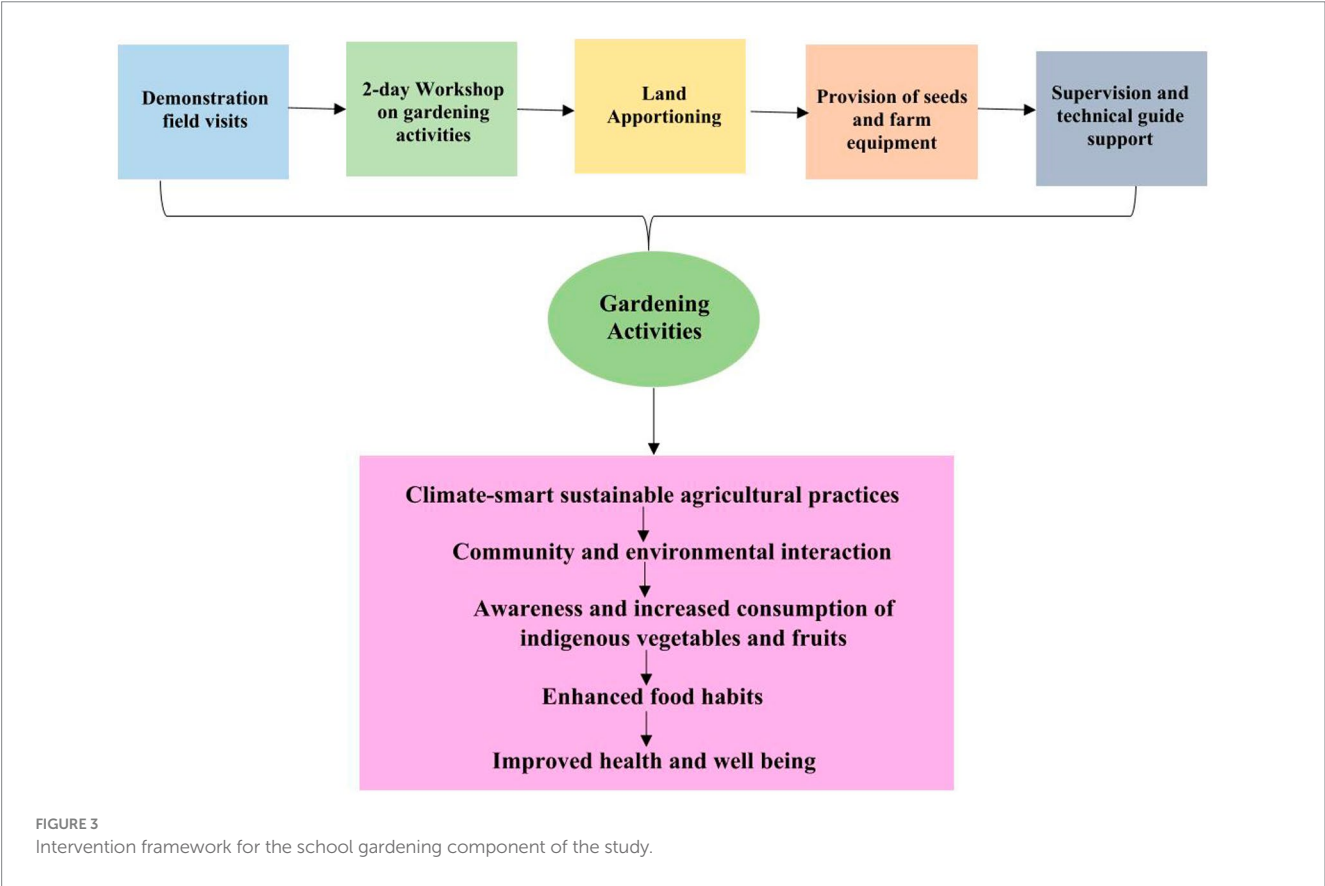 Demonstration
field visits
2-day Workshop
on gardening
activities
Land
Apportioning
Provision of seeds
and farm
equipment
Supervision and
technical guide
support
Gardening
Activities
Climate-smart sustainable agricultural practices
Community and environmental interaction
Awareness and increased consumption of
indigenous vegetables and fruits
Enhanced food habits
Improved health and well being
FIGURE 3
Intervention framework for the school gardening component of the study.